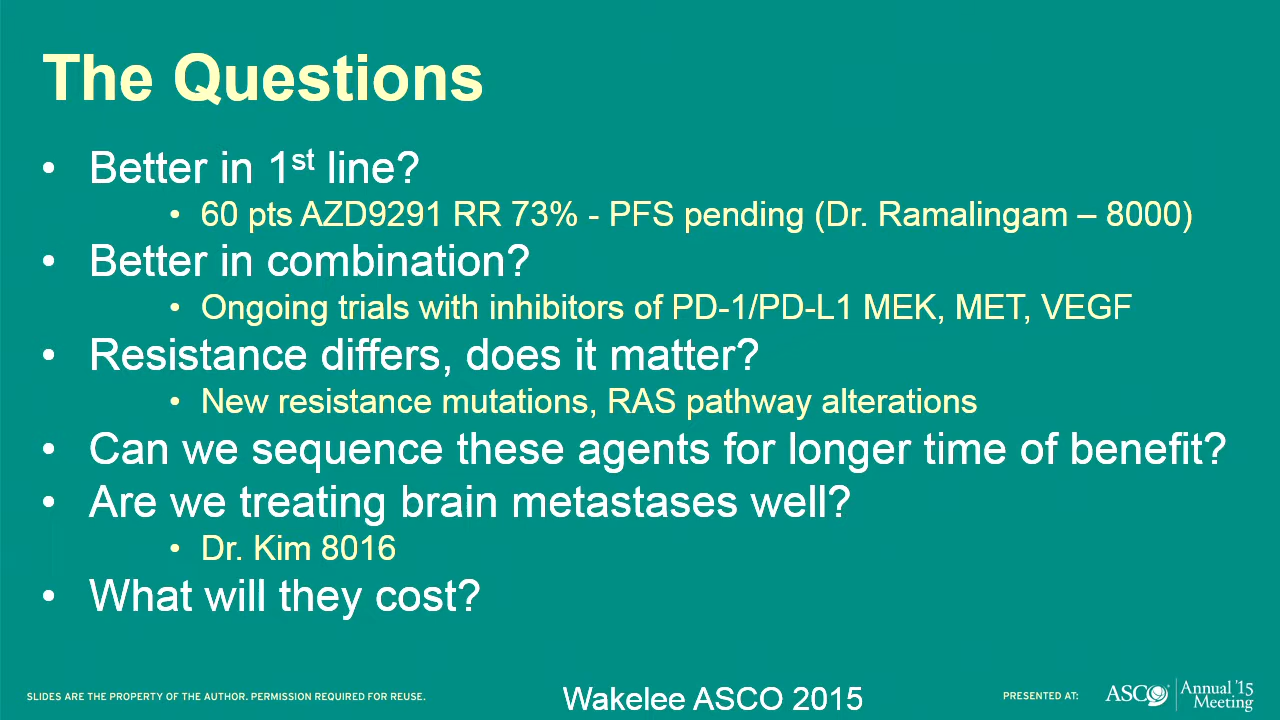 The Questions
• Better in 1st line?
• 60 pts AZD9291 RR 73% - PFS pending (Dr. Ramalingam – 8000)
• Better in combination?
• Ongoing trials with inhibitors of PD-1/PD-L1 MEK, MET, VEGF
• Resistance differs, does it matter?
• New resistance mutations, RAS pathway alterations
• Can we sequence these agents for longer time of benefit?
• Are we treating brain metastases well?
• Dr. Kim 8016
• What will they cost?
SLIDES ARE THE PROPERTY OF THE AUTHOR. PERMISSION REQUIRED FOR REUSE.
Wakelee ASCO 2015
PRESENTED AT:
ASCO
Annual '15
Meeting